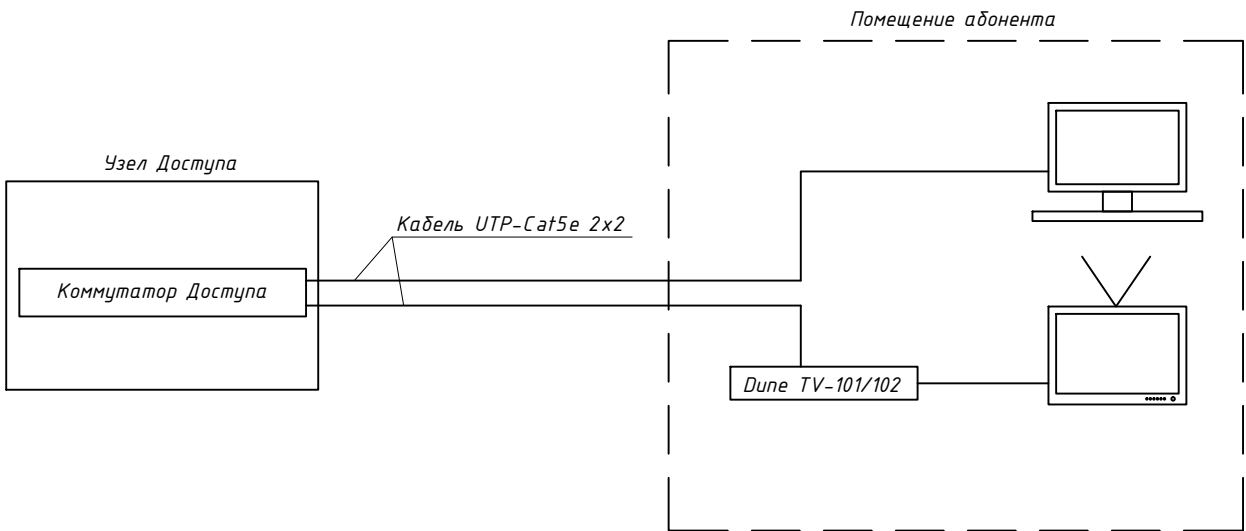 Помещение абонента
Узел Доступа
Кабель UTP-Cat5e 2x2
Коммутатор Доступа
Dune TV-101/102